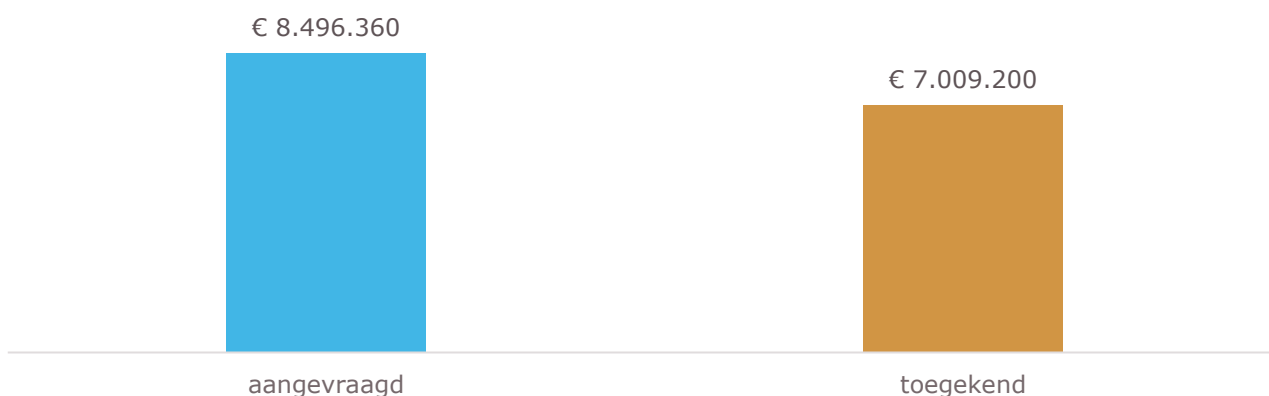 € 8.496.360
€ 7.009.200
aangevraagd
toegekend